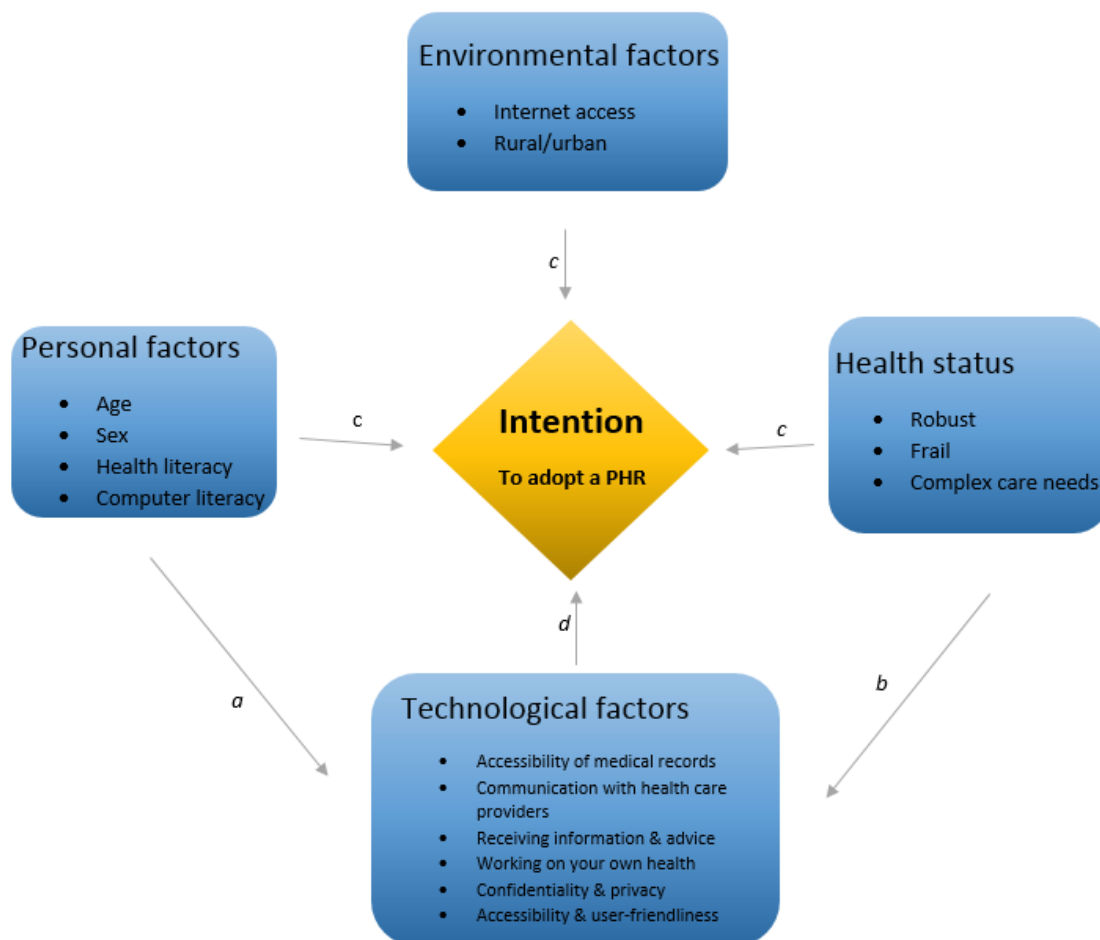 Environmental factors
• Internet access
• Rural/urban
c
Personal factors
• Age
• Sex
• Health literacy
• Computer literacy
c
Intention
To adopt a PHR
c
Health status
• Robust
• Frail
• Complex care needs
a
d
b
Technological factors
• Accessibility of medical records
• Communication with health care
providers
• Receiving information & advice
• Working on your own health
• Confidentiality & privacy
• Accessibility & user-friendliness